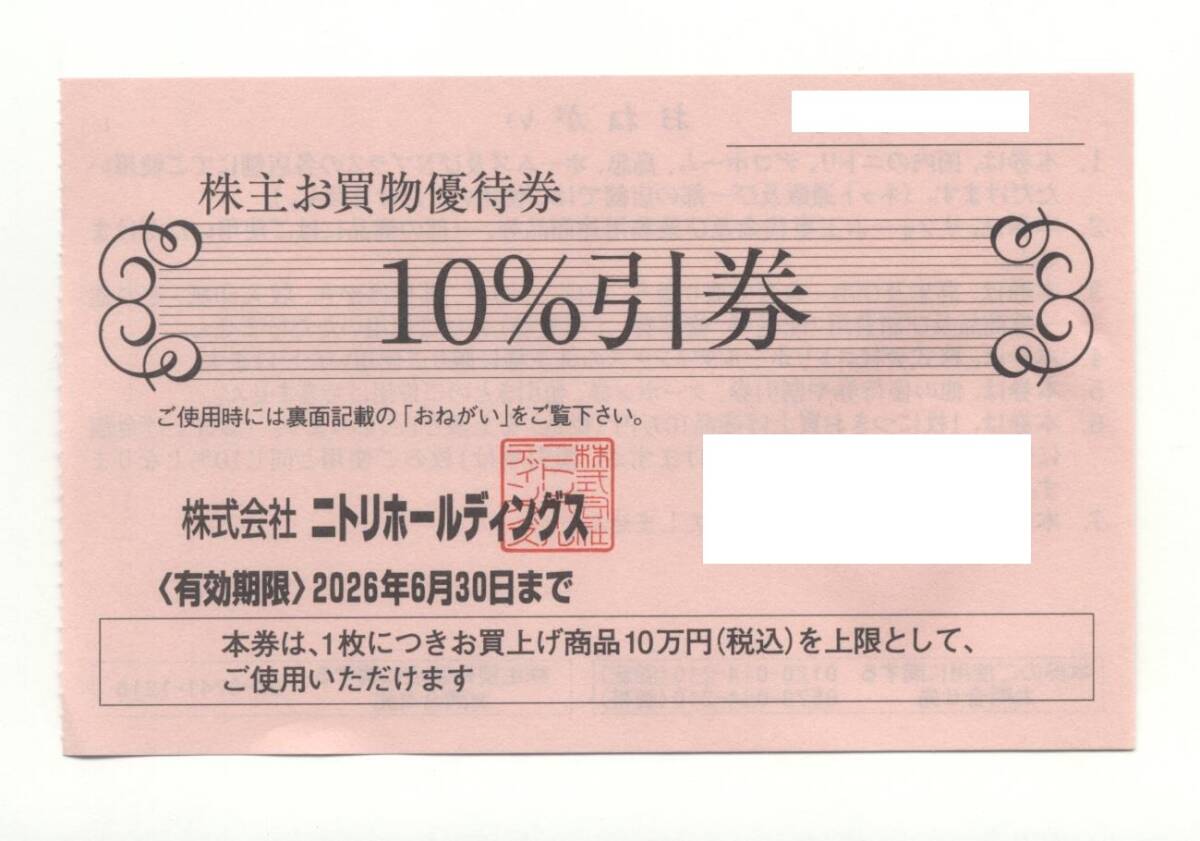 株主お買物優待券
10%引券
ご使用時には裏面記載の「おねがい」をご覧下さい。
株式会社 ニトリホールディングス
〈有効期限〉2026年6月30日まで
本券は、1枚につきお買上げ商品10万円(税込)を上限として、
ご使用いただけます